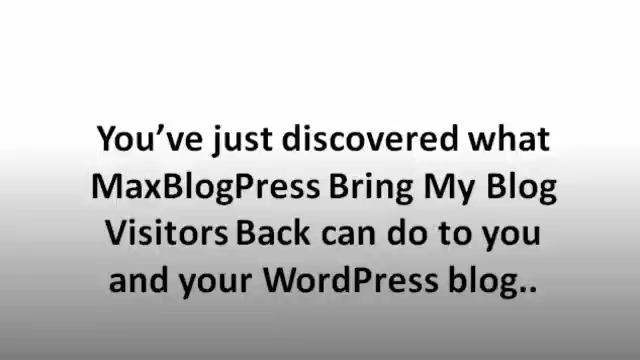 You’ve just discovered what
MaxBlogPress Bring My Blog
Visitors Back can do to you
and your WordPress blog..